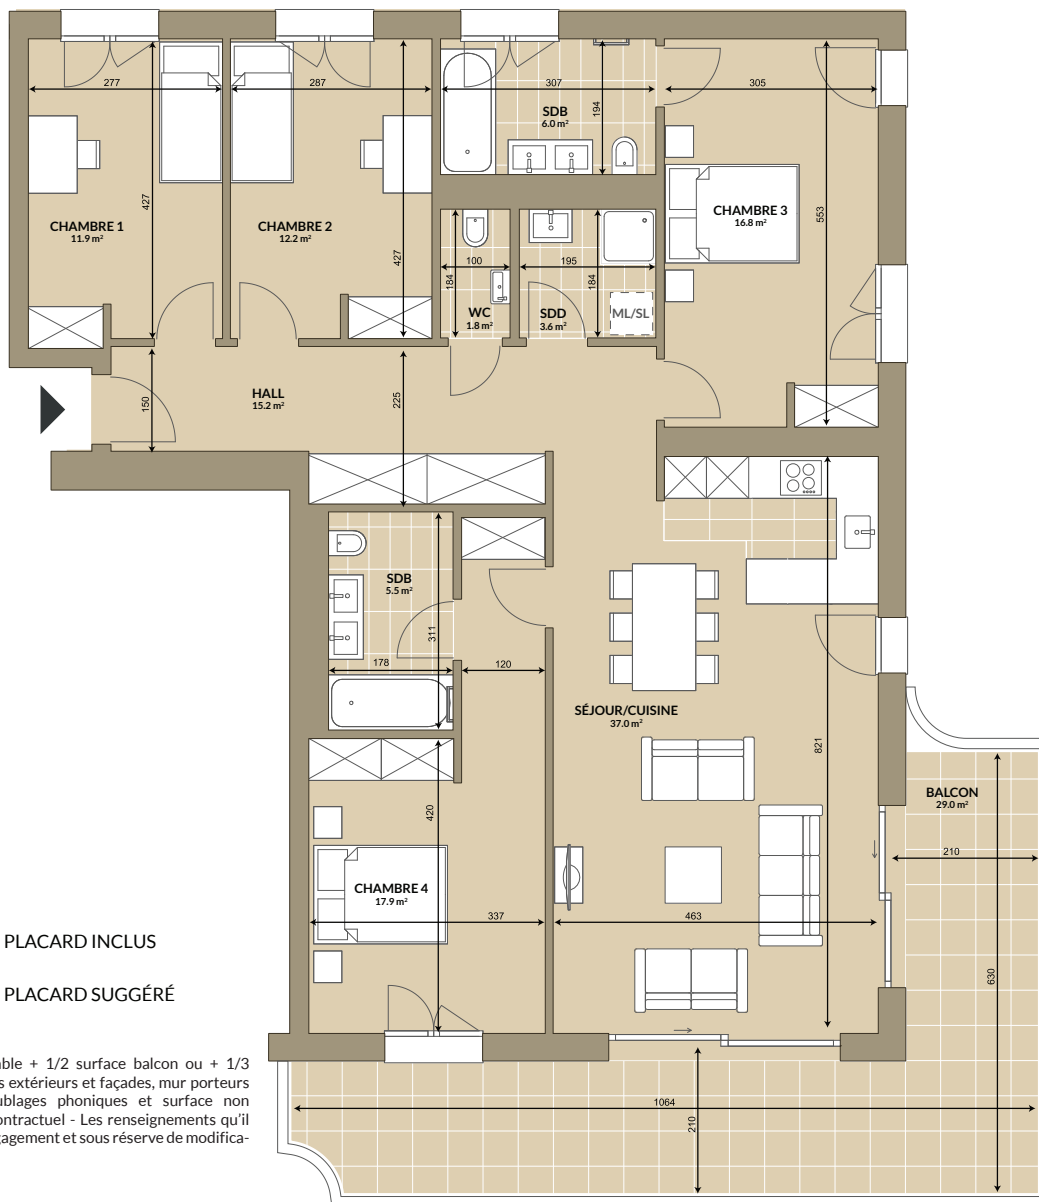 277
287
307
305
194
SDB
6.0 m²
427
CHAMBRE 1
11.9 m²
CHAMBRE 2
12.2 m²
427
CHAMBRE 3
16.8 m²
553
100
184
WC
1.8 m²
195
184
SDD
3.6 m²
ML/SL
150
HALL
15.2 m²
225
SDB
5.5 m²
311
178
120
SÉJOUR/CUISINE
37.0 m²
821
BALCON
29.0 m²
210
420
CHAMBRE 4
17.9 m²
337
463
630
PLACARD INCLUS
PLACARD SUGGÉRÉ
able + 1/2 surface balcon ou + 1/3
s extérieurs et façades, mur porteurs
ublages phoniques et surface non
ontractuel - Les renseignements qu'il
gagement et sous réserve de modifica-
1064
210